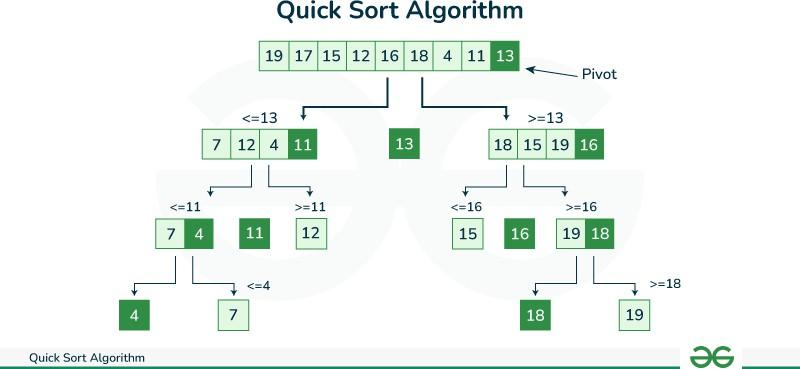 Quick Sort Algorithm
19 17 15 12 16 18 4 11 13
Pivot
<=13 >=13
7 12 4 11 13 18 15 19 16
<=11 >=11 <=16 >=16
7 4 11 12 15 16 19 18
<=4 >=18
4 7 18 19
Quick Sort Algorithm